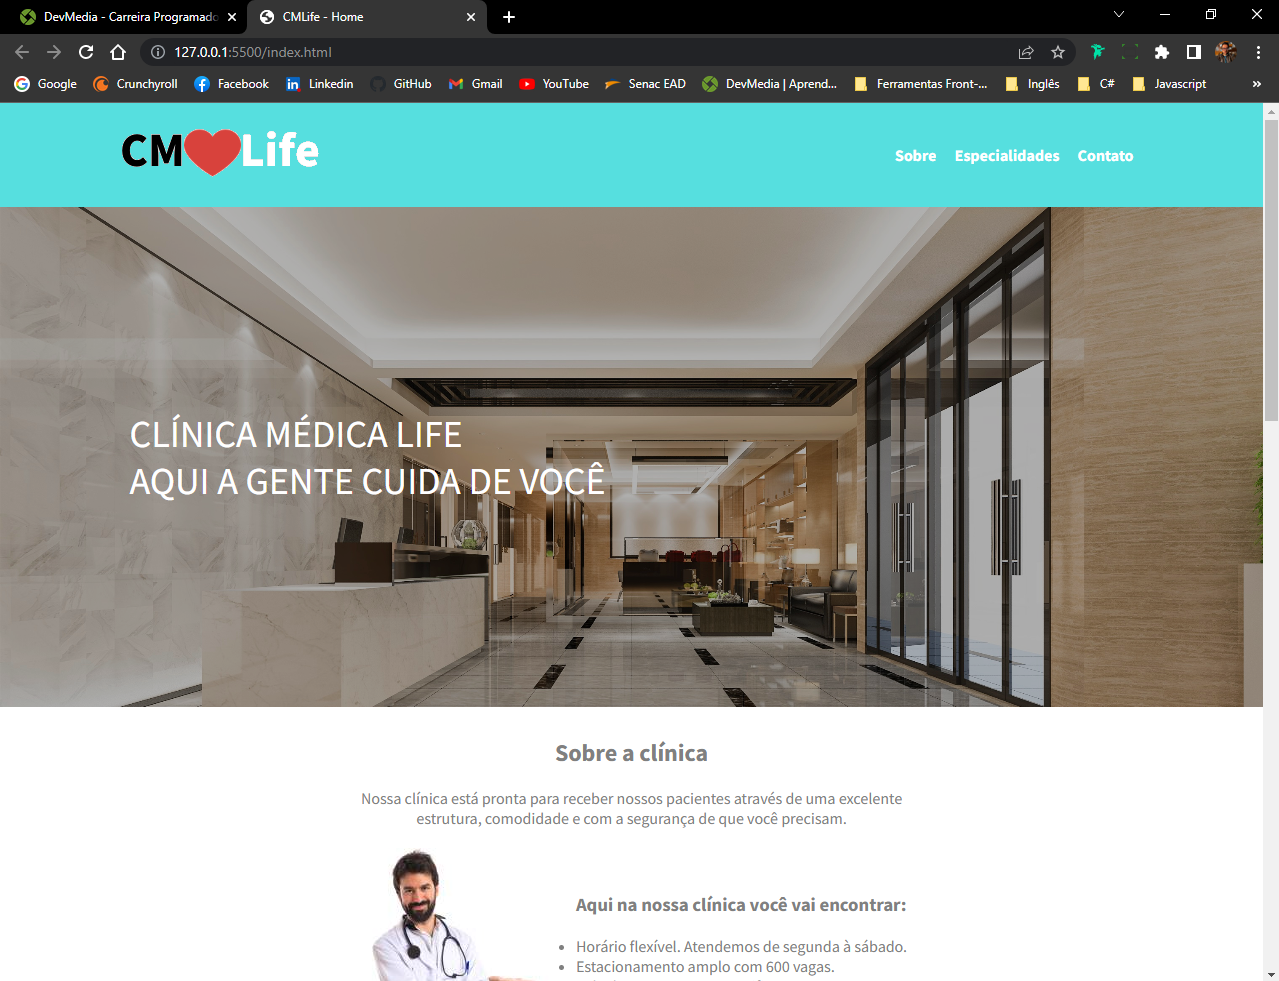 DevMedia - Carreira Programado
CMLife - Home
127.0.0.1:5500/index.html
Google Crunchyroll Facebook Linkedin GitHub Gmail YouTube Senac EAD DevMedia | Aprend... Ferramentas Front-... Inglês C# Javascript »
CM Life
Sobre Especialidades Contato
CLÍNICA MÉDICA LIFE
AQUI A GENTE CUIDA DE VOCÊ
Sobre a clínica
Nossa clínica está pronta para receber nossos pacientes através de uma excelente
estrutura, comodidade e com a segurança de que você precisam.
Aqui na nossa clínica você vai encontrar:
• Horário flexível. Atendemos de segunda à sábado.
• Estacionamento amplo com 600 vagas.